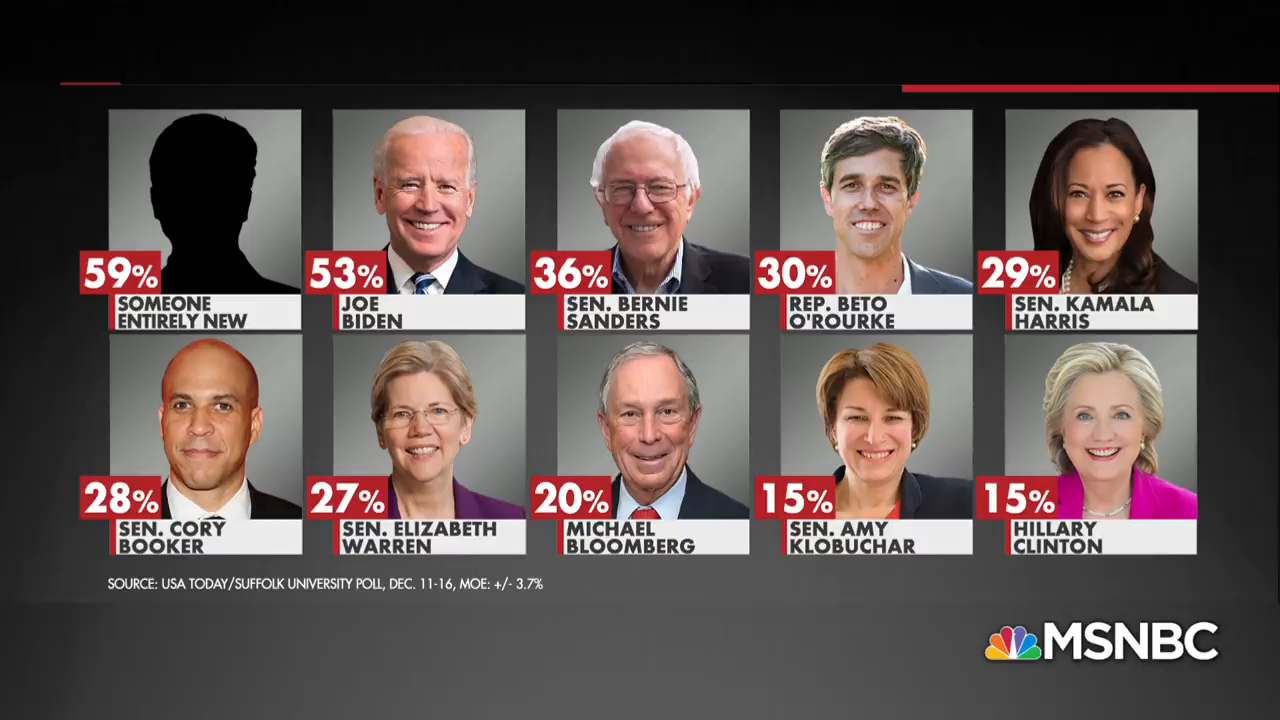 59%
SOMEONE
ENTIRELY NEW
53%
JOE
BIDEN
36%
SEN. BERNIE
SANDERS
30%
REP. BETO
O'ROURKE
29%
SEN. KAMALA
HARRIS
28%
SEN. CORY
BOOKER
27%
SEN. ELIZABETH
WARREN
20%
MICHAEL
BLOOMBERG
15%
SEN. AMY
KLOBUCHAR
15%
HILLARY
CLINTON
SOURCE: USA TODAY/SUFFOLK UNIVERSITY POLL, DEC. 11-16, MOE: +/- 3.7%
MSNBC